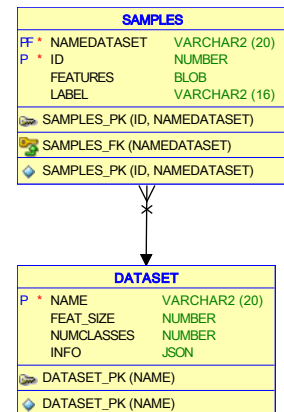 SAMPLES
PF * NAMEDATASET VARCHAR2 (20)
P * ID NUMBER
FEATURES BLOB
LABEL VARCHAR2 (16)
SAMPLES_PK (ID, NAMEDATASET)
SAMPLES_FK (NAMEDATASET)
SAMPLES_PK (ID, NAMEDATASET)
DATASET
P * NAME VARCHAR2 (20)
FEAT_SIZE NUMBER
NUMCLASSES NUMBER
INFO JSON
DATASET_PK (NAME)
DATASET_PK (NAME)